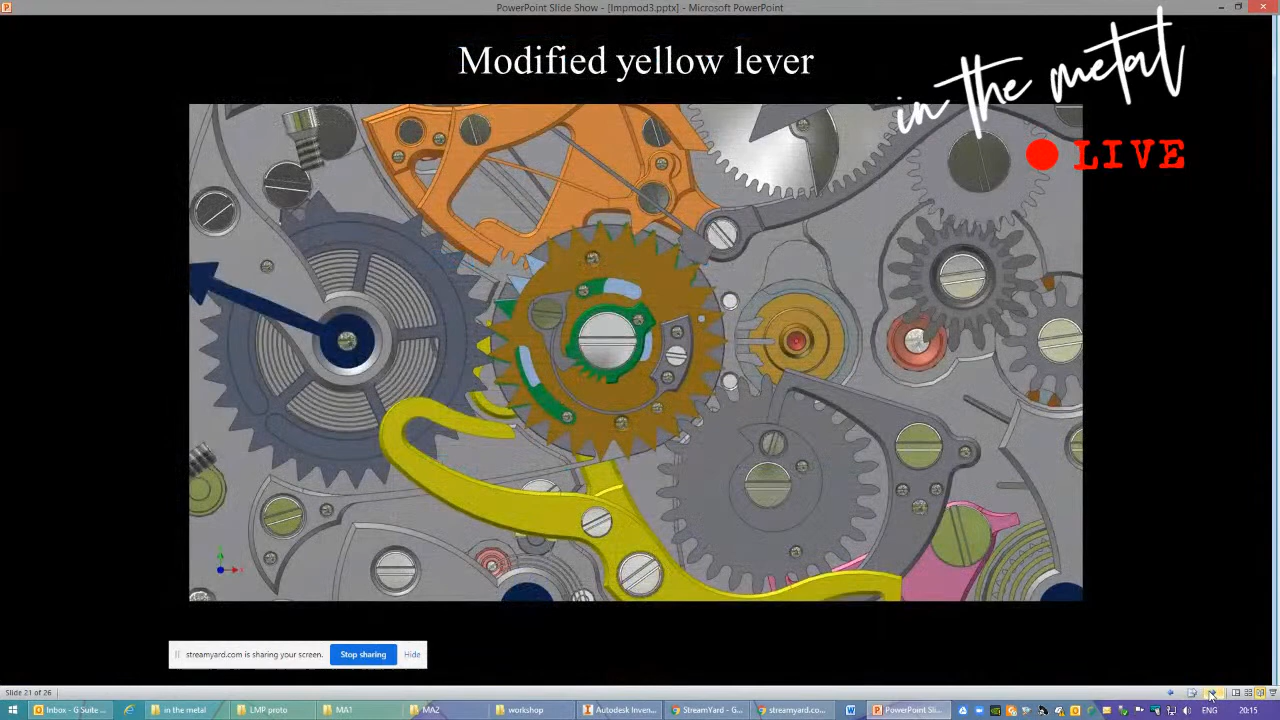 PowerPoint Slide Show - [lmpmod3.pptx] - Microsoft PowerPoint
Modified yellow lever
in the metal
LIVE
streamyard.com is sharing your screen.
Stop sharing
Hide
Slide 21 of 26
Inbox - G Suite ...
in the metal
LMP proto
MA1
MA2
workshop
Autodesk Inven...
StreamYard - G...
streamyard.co...
PowerPoint Sli...
ENG
20:15